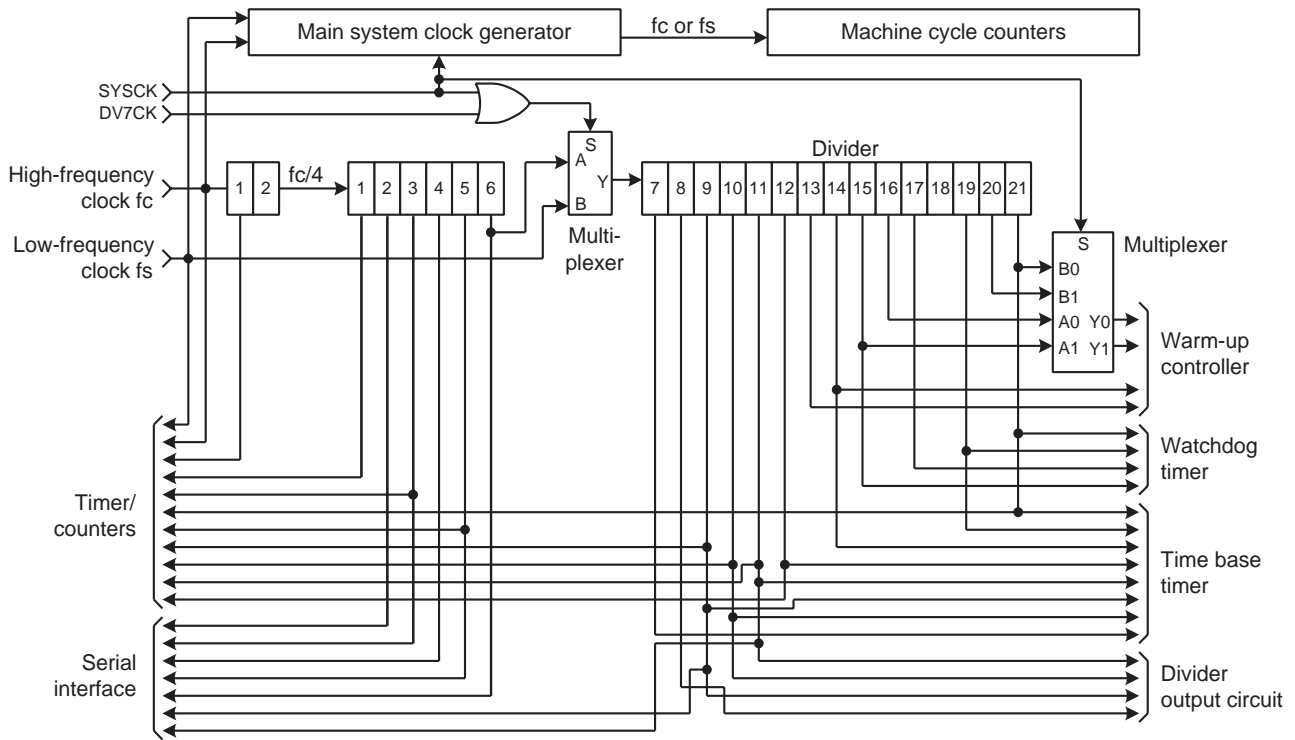 Main system clock generator
fc or fs
Machine cycle counters
SYSCK
DV7CK
High-frequency
clock fc
Low-frequency
clock fs
1 2
fc/4
1 2 3 4 5 6
S
A
B
Y
Multi-
plexer
Divider
7 8 9 10 11 12 13 14 15 16 17 18 19 20 21
S
B0
B1
A0 Y0
A1 Y1
Multiplexer
Warm-up
controller
Watchdog
timer
Timer/
counters
Time base
timer
Serial
interface
Divider
output circuit